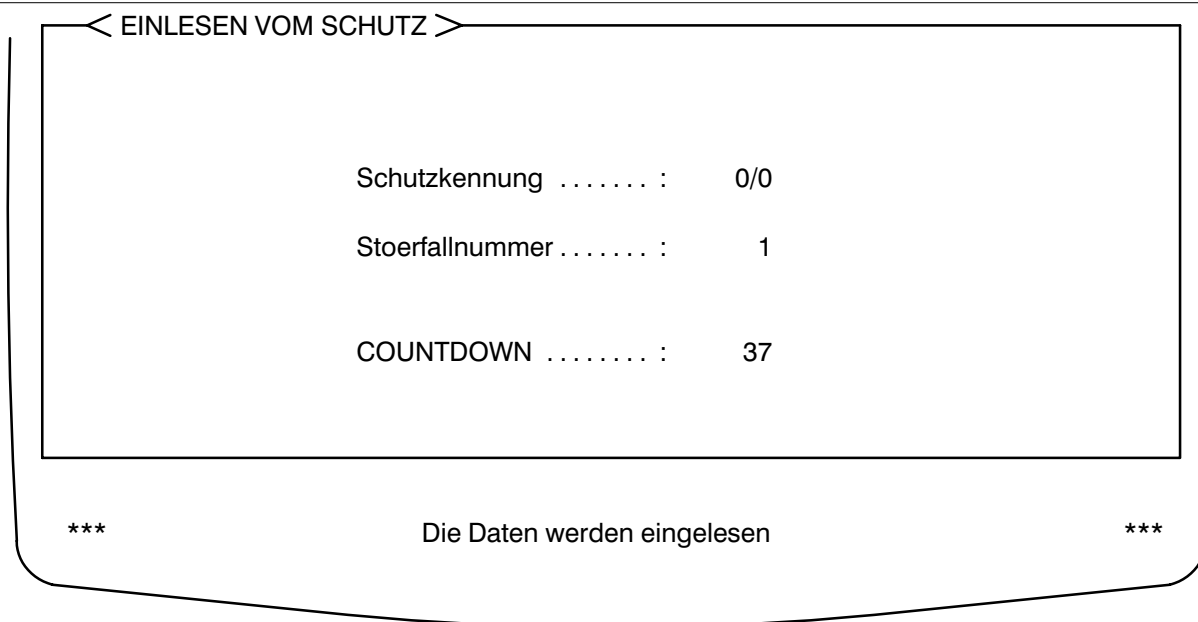 < EINLESEN VOM SCHUTZ >
Schutzkennung ....... : 0/0
Stoerfallnummer ....... : 1
COUNTDOWN ........ : 37
*** Die Daten werden eingelesen ***